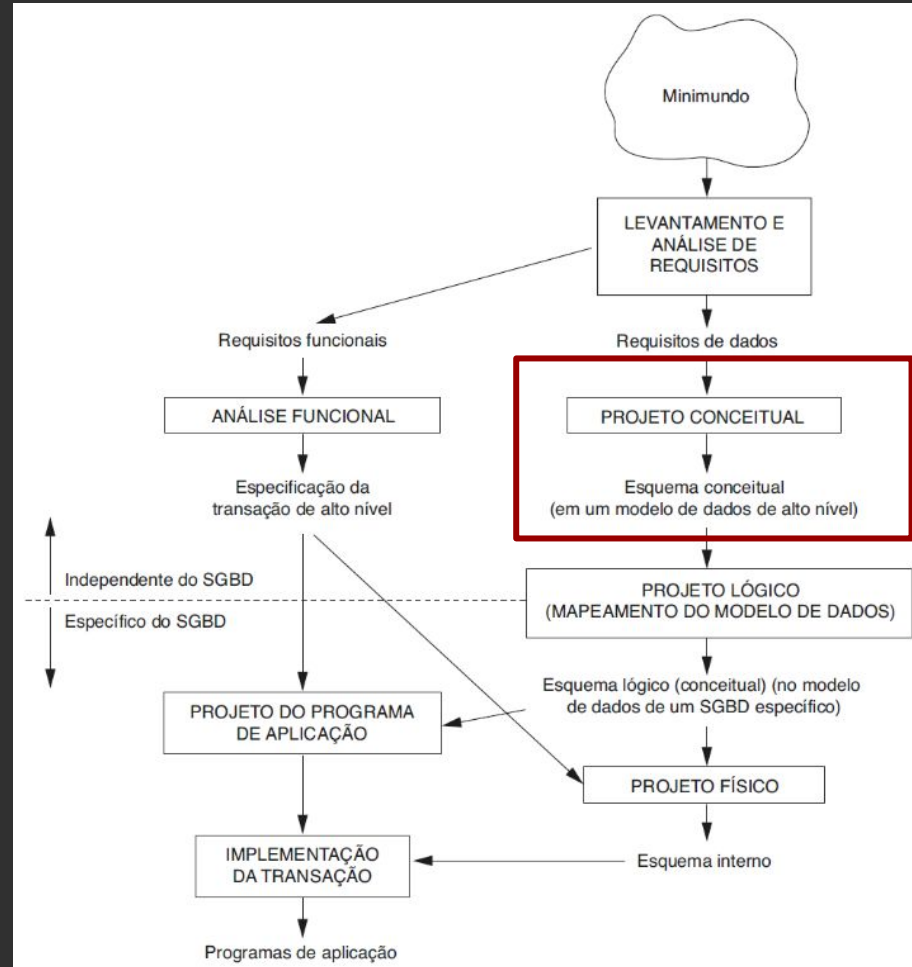 Minimundo
LEVANTAMENTO E
ANÁLISE DE
REQUISITOS
Requisitos funcionais
Requisitos de dados
ANÁLISE FUNCIONAL
PROJETO CONCEITUAL
Especificação da
transação de alto nível
Esquema conceitual
(em um modelo de dados de alto nível)
Independente do SGBD
Específico do SGBD
PROJETO LÓGICO
(MAPEAMENTO DO MODELO DE DADOS)
Esquema lógico (conceitual) (no modelo
de dados de um SGBD específico)
PROJETO DO PROGRAMA
DE APLICAÇÃO
PROJETO FÍSICO
IMPLEMENTAÇÃO
DA TRANSAÇÃO
Esquema interno
Programas de aplicação